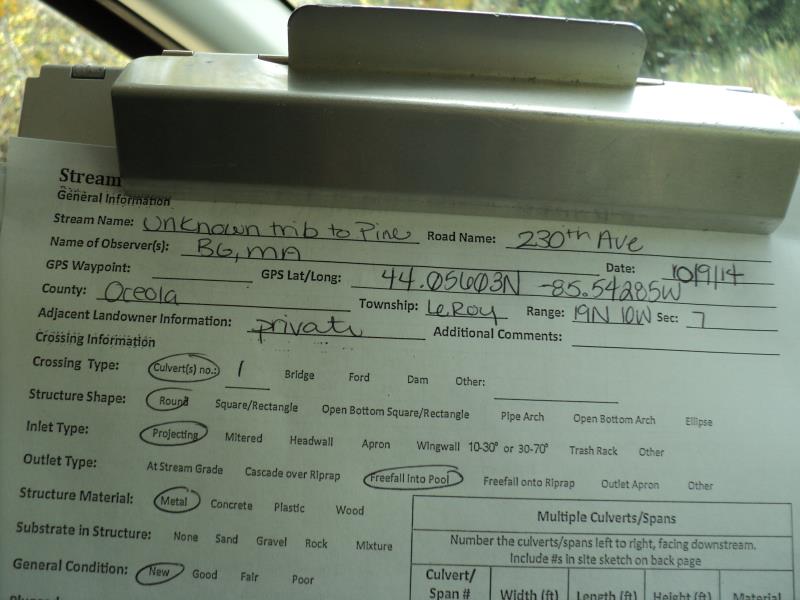 Stream
General Information
Stream Name: Unknown trib to Pine Road Name: 230th Ave
Name of Observer(s): BG, MA Date: 10/9/14
GPS Waypoint: GPS Lat/Long: 44.05603N -85.54285W
County: Oceola Township: LeRoy Range: 19N 10W Sec: 7
Adjacent Landowner Information: private Additional Comments:
Crossing Information
Crossing Type: Culvert(s) no.: 1 Bridge Ford Dam Other:
Structure Shape: Round Square/Rectangle Open Bottom Square/Rectangle Pipe Arch Open Bottom Arch Ellipse
Inlet Type: Projecting Mitered Headwall Apron Wingwall 10-30° or 30-70° Trash Rack Other
Outlet Type: At Stream Grade Cascade over Riprap Freefall into Pool Freefall onto Riprap Outlet Apron Other
Structure Material: Metal Concrete Plastic Wood
Substrate in Structure: None Sand Gravel Rock Mixture
General Condition: New Good Fair Poor
Multiple Culverts/Spans
Number the culverts/spans left to right, facing downstream.
Include #s in site sketch on back page
Culvert/
Span # Width (ft) Length (ft) Height (ft) Material